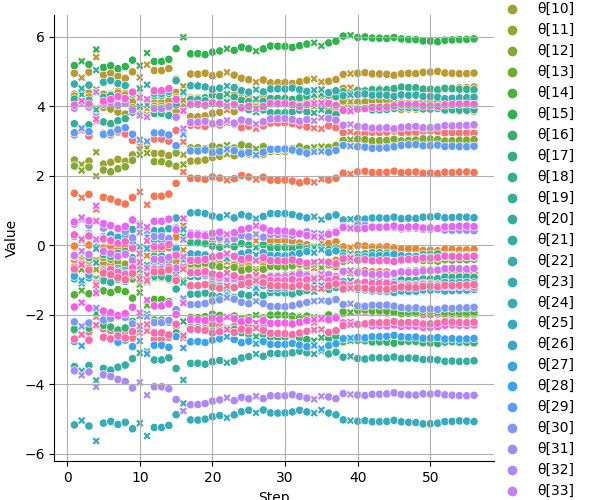 6
4
2
0
−2
−4
−6
Value
0
10
20
30
40
50
Step
θ[10]
θ[11]
θ[12]
θ[13]
θ[14]
θ[15]
θ[16]
θ[17]
θ[18]
θ[19]
θ[20]
θ[21]
θ[22]
θ[23]
θ[24]
θ[25]
θ[26]
θ[27]
θ[28]
θ[29]
θ[30]
θ[31]
θ[32]
θ[33]